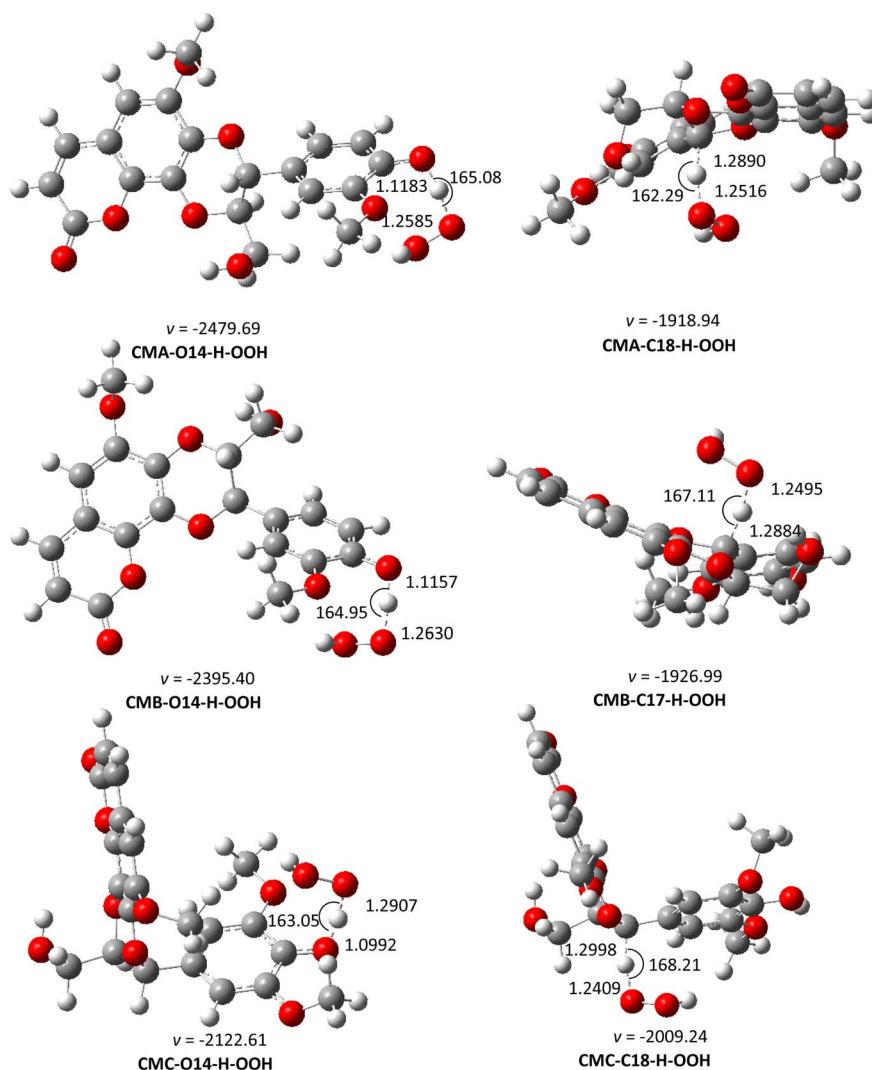 165.08
1.1183
1.2585
ν = -2479.69
CMA-O14-H-OOH
1.2890
162.29
1.2516
ν = -1918.94
CMA-C18-H-OOH
1.1157
164.95
1.2630
ν = -2395.40
CMB-O14-H-OOH
1.2495
167.11
1.2884
ν = -1926.99
CMB-C17-H-OOH
1.2907
163.05
1.0992
ν = -2122.61
CMC-O14-H-OOH
1.2998
168.21
1.2409
ν = -2009.24
CMC-C18-H-OOH